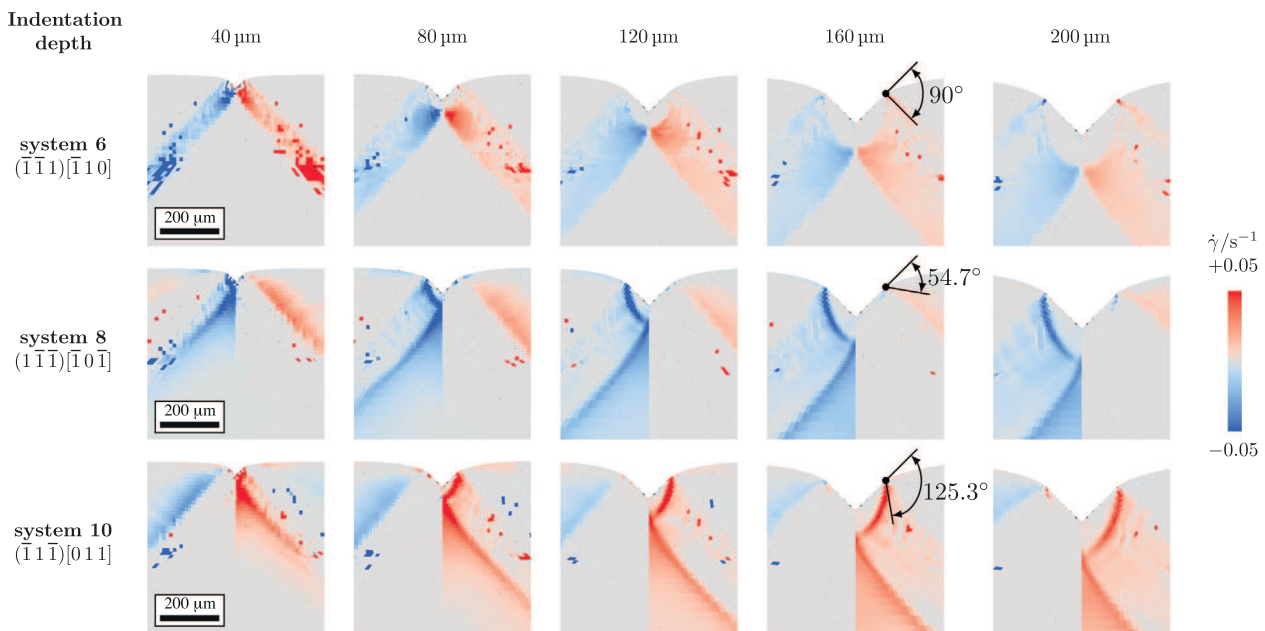 Indentation
depth
40 μm
80 μm
120 μm
160 μm
200 μm
90°
system 6
(1̅ 1̅ 1)[1̅ 1 0]
200 μm
γ̇/s⁻¹
+0.05
−0.05
54.7°
system 8
(1 1̅ 1̅)[1̅ 0 1̅]
200 μm
125.3°
system 10
(1̅ 1 1̅)[0 1 1]
200 μm